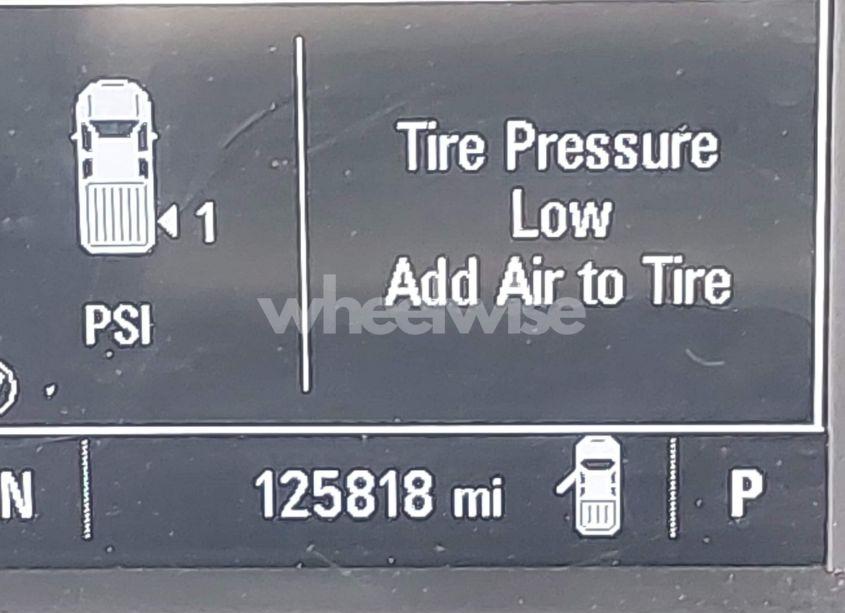 1
PSI
Tire Pressure
Low
Add Air to Tire
wheelwise
N
125818 mi
P